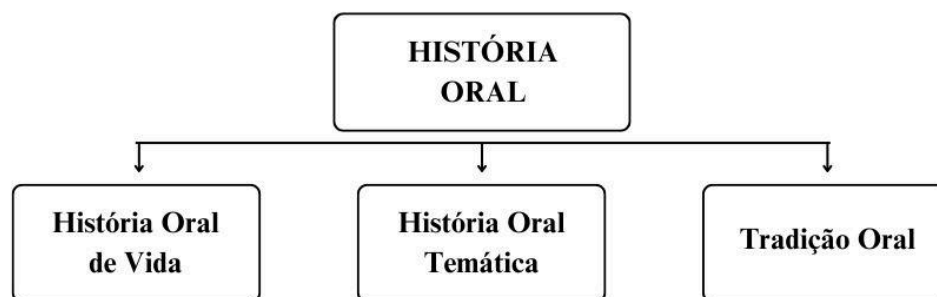 HISTÓRIA
ORAL
História Oral
de Vida
História Oral
Temática
Tradição Oral